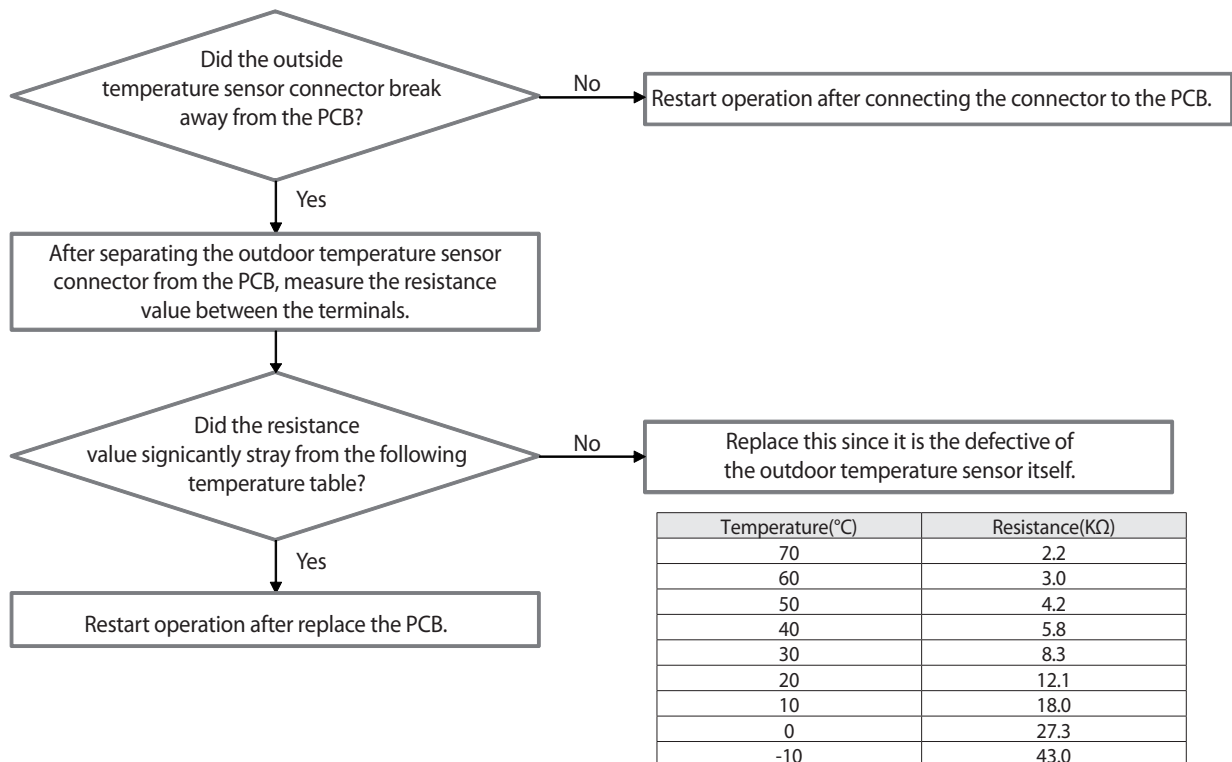 Did the outside
temperature sensor connector break
away from the PCB?
No
Restart operation after connecting the connector to the PCB.
Yes
After separating the outdoor temperature sensor
connector from the PCB, measure the resistance
value between the terminals.
Did the resistance
value signicantly stray from the following
temperature table?
No
Replace this since it is the defective of
the outdoor temperature sensor itself.
Yes
Restart operation after replace the PCB.
Temperature(°C) Resistance(KΩ)
70 2.2
60 3.0
50 4.2
40 5.8
30 8.3
20 12.1
10 18.0
0 27.3
-10 43.0